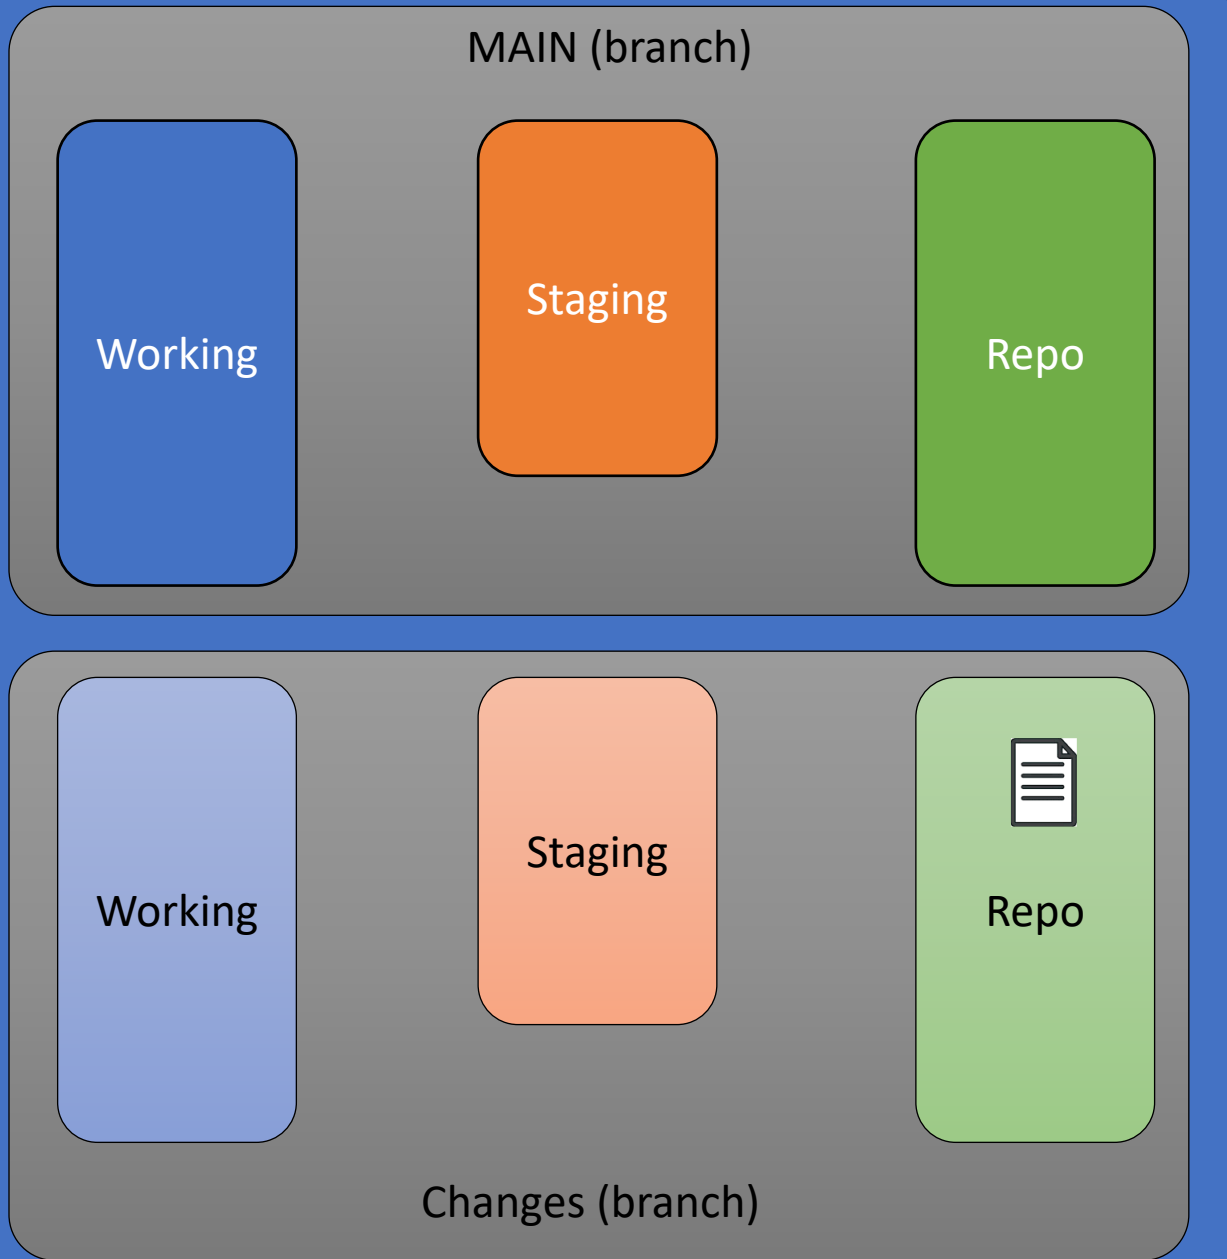 MAIN (branch)
Working
Staging
Repo
Working
Staging
Repo
Changes (branch)